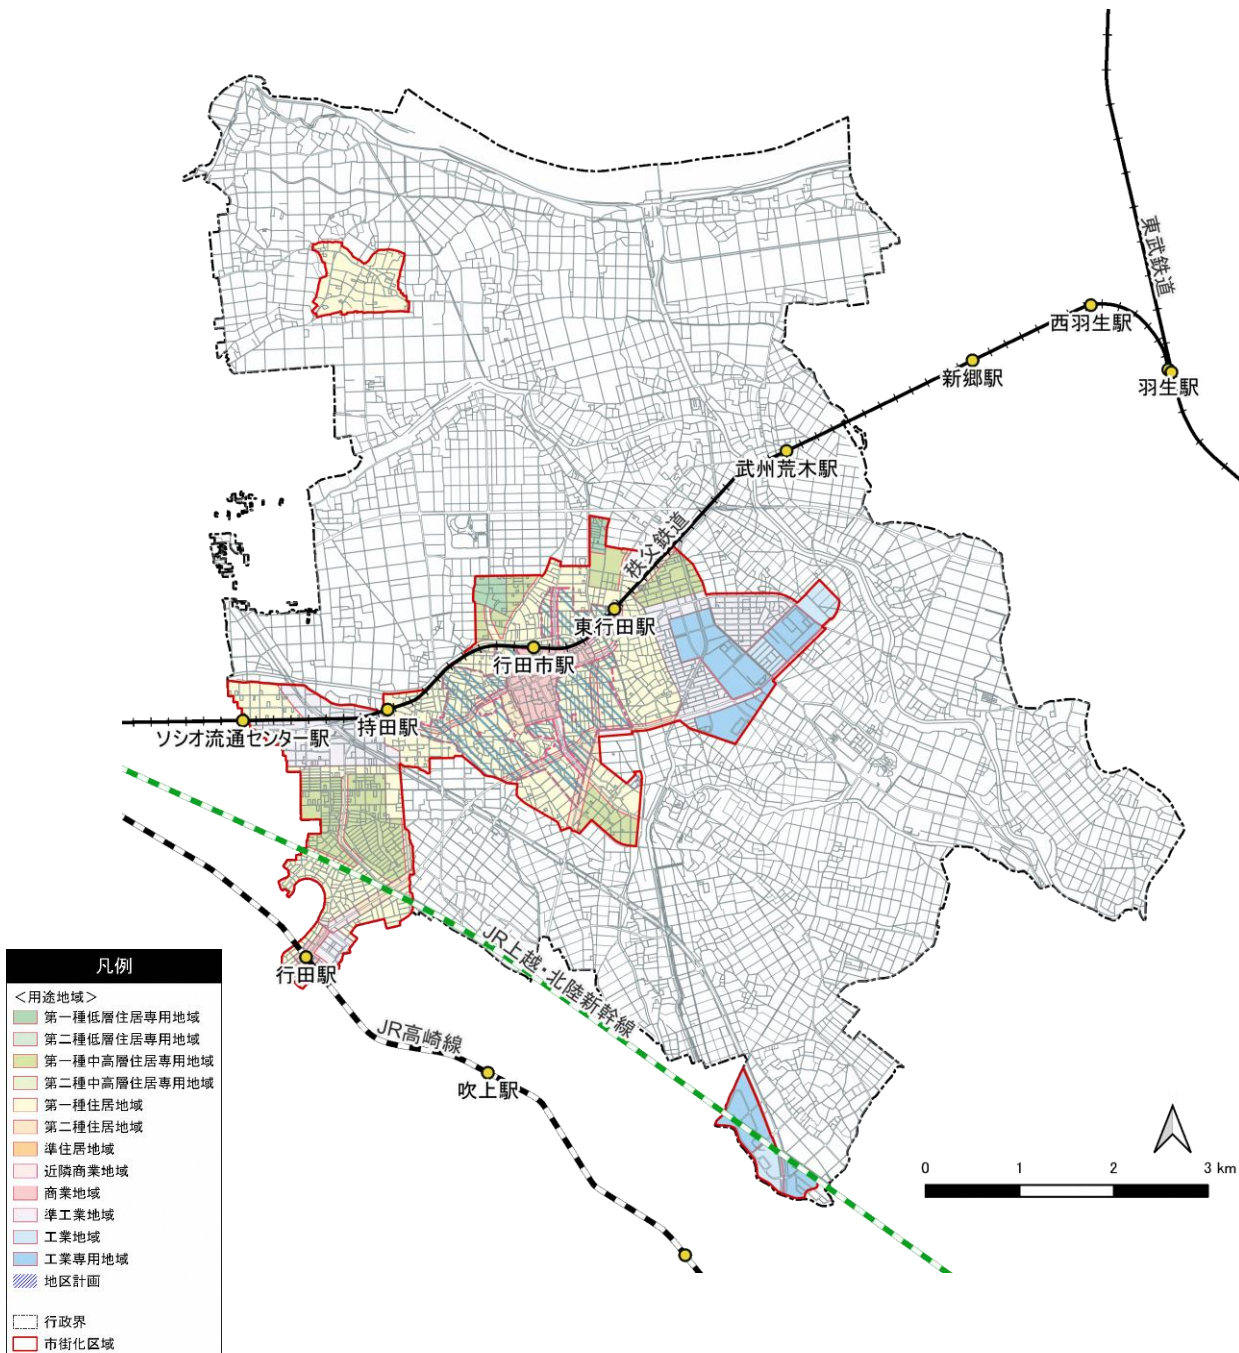 東武鉄道
西羽生駅
新郷駅
羽生駅
武州荒木駅
秩父鉄道
東行田駅
行田市駅
持田駅
ソシオ流通センター駅
JR上越・北陸新幹線
行田駅
JR高崎線
吹上駅
0 1 2 3 km
凡例
＜用途地域＞
第一種低層住居専用地域
第二種低層住居専用地域
第一種中高層住居専用地域
第二種中高層住居専用地域
第一種住居地域
第二種住居地域
準住居地域
近隣商業地域
商業地域
準工業地域
工業地域
工業専用地域
地区計画
行政界
市街化区域